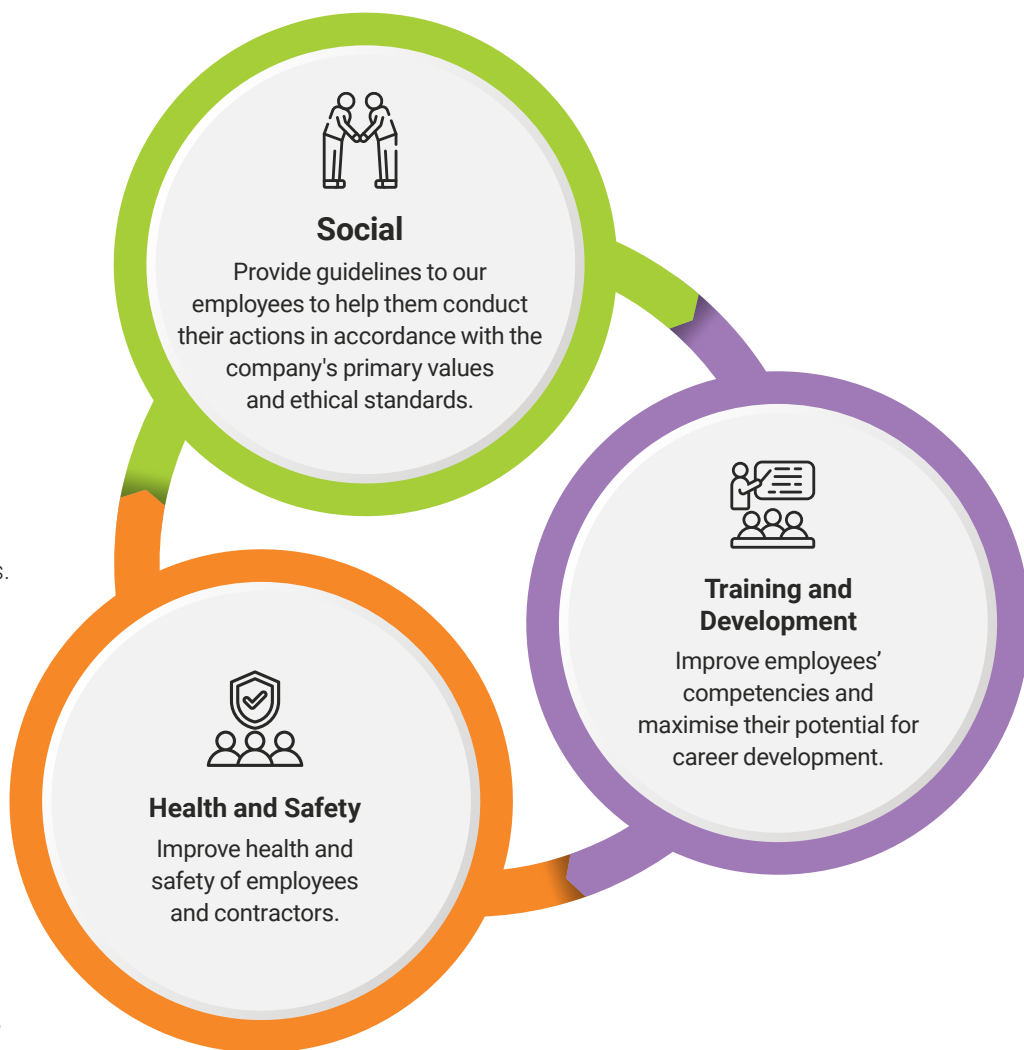 Social
Provide guidelines to our
employees to help them conduct
their actions in accordance with the
company's primary values
and ethical standards.
Training and
Development
Improve employees’
competencies and
maximise their potential for
career development.
Health and Safety
Improve health and
safety of employees
and contractors.